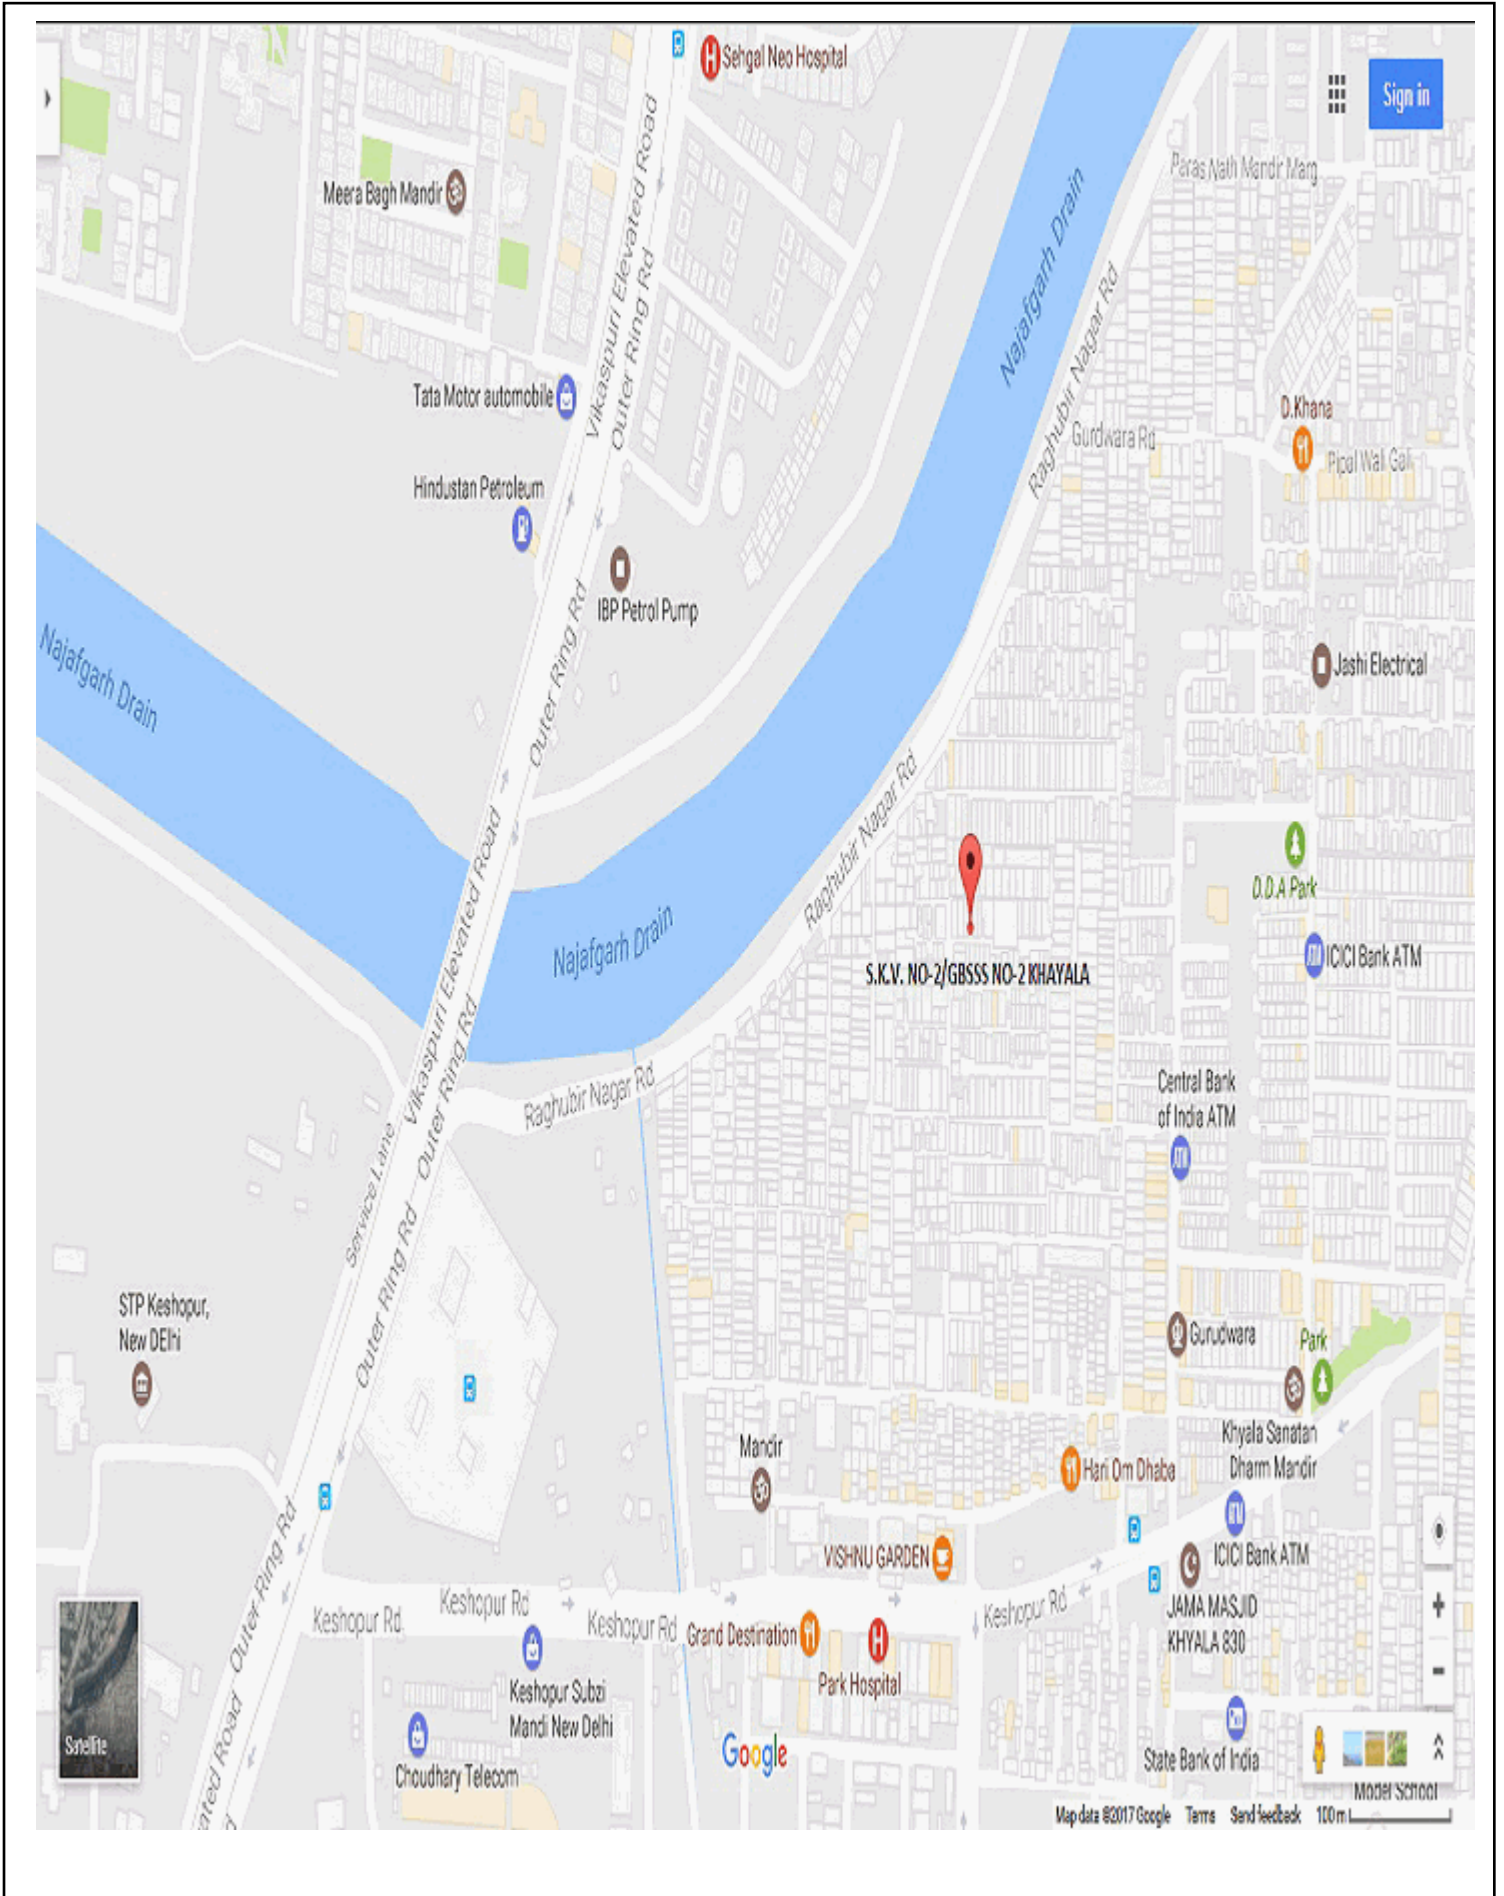 Sehgal Neo Hospital
Sign in
Paras Nath Mandir Marg
Meera Bagh Mandir
Vikaspuri Elevated Road
Outer Ring Rd
Najafgarh Drain
Raghubir Nagar Rd
Tata Motor automobile
D.Khana
Gurdwara Rd
Pipal Wali Gali
Hindustan Petroleum
IBP Petrol Pump
Outer Ring Rd
Najafgarh Drain
Jashi Electrical
Raghubir Nagar Rd
Vikaspuri Elevated Road
D.D.A Park
Najafgarh Drain
ICICI Bank ATM
S.K.V. NO-2/GBSSS NO-2 KHAYALA
Outer Ring Rd
Raghubir Nagar Rd
Central Bank
of India ATM
Service Lane
Outer Ring Rd
STP Keshopur,
New DElhi
Gurudwara
Park
Khyala Sanatan
Dharm Mandir
Mandir
Hari Om Dhaba
Outer Ring Rd
VISHNU GARDEN
ICICI Bank ATM
Keshopur Rd
Keshopur Rd
Keshopur Rd
Keshopur Rd
JAMA MASJID
KHYALA 830
Grand Destination
Park Hospital
Keshopur Subzi
Mandi New Delhi
Outer Ring Rd
ated Road
Satellite
Google
State Bank of India
Choudhary Telecom
Model School
Map data ©2017 Google Terms Send feedback 100 m